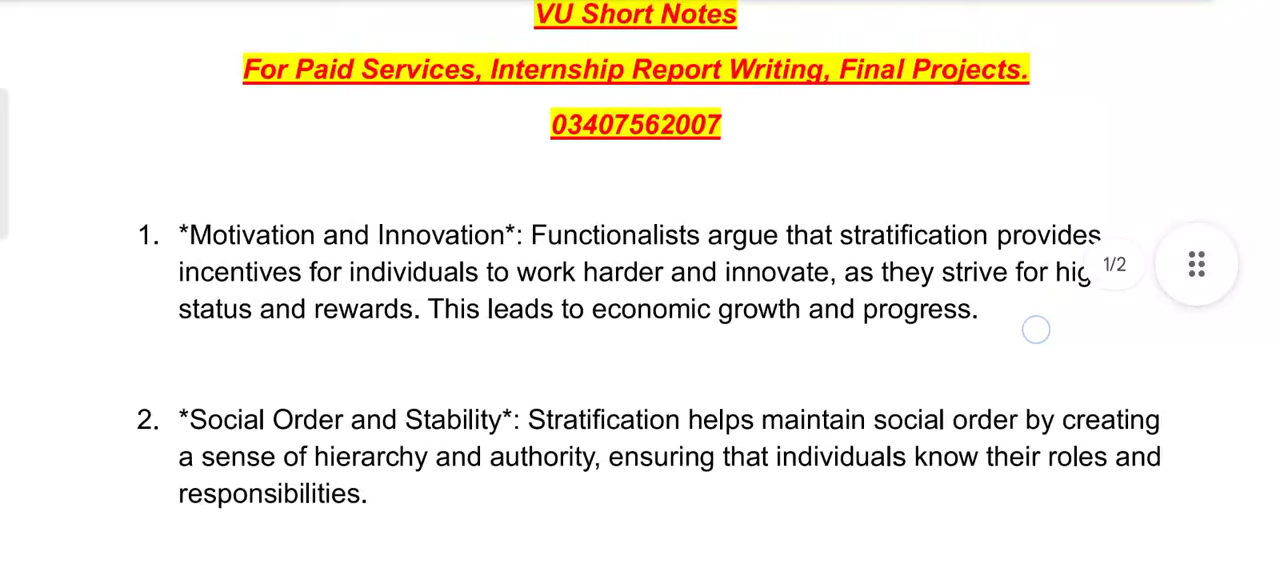 VU Short Notes
For Paid Services, Internship Report Writing, Final Projects.
03407562007
1. *Motivation and Innovation*: Functionalists argue that stratification provides
incentives for individuals to work harder and innovate, as they strive for
1/2
status and rewards. This leads to economic growth and progress.
2. *Social Order and Stability*: Stratification helps maintain social order by creating
a sense of hierarchy and authority, ensuring that individuals know their roles and
responsibilities.